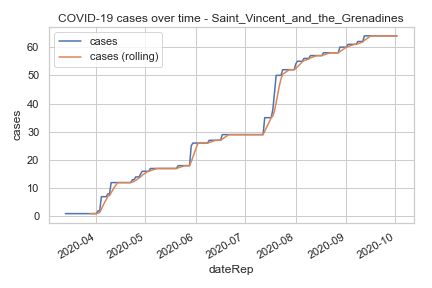 COVID-19 cases over time - Saint_Vincent_and_the_Grenadines
cases
cases (rolling)
cases
60
50
40
30
20
10
0
2020-04
2020-05
2020-06
2020-07
2020-08
2020-09
2020-10
dateRep